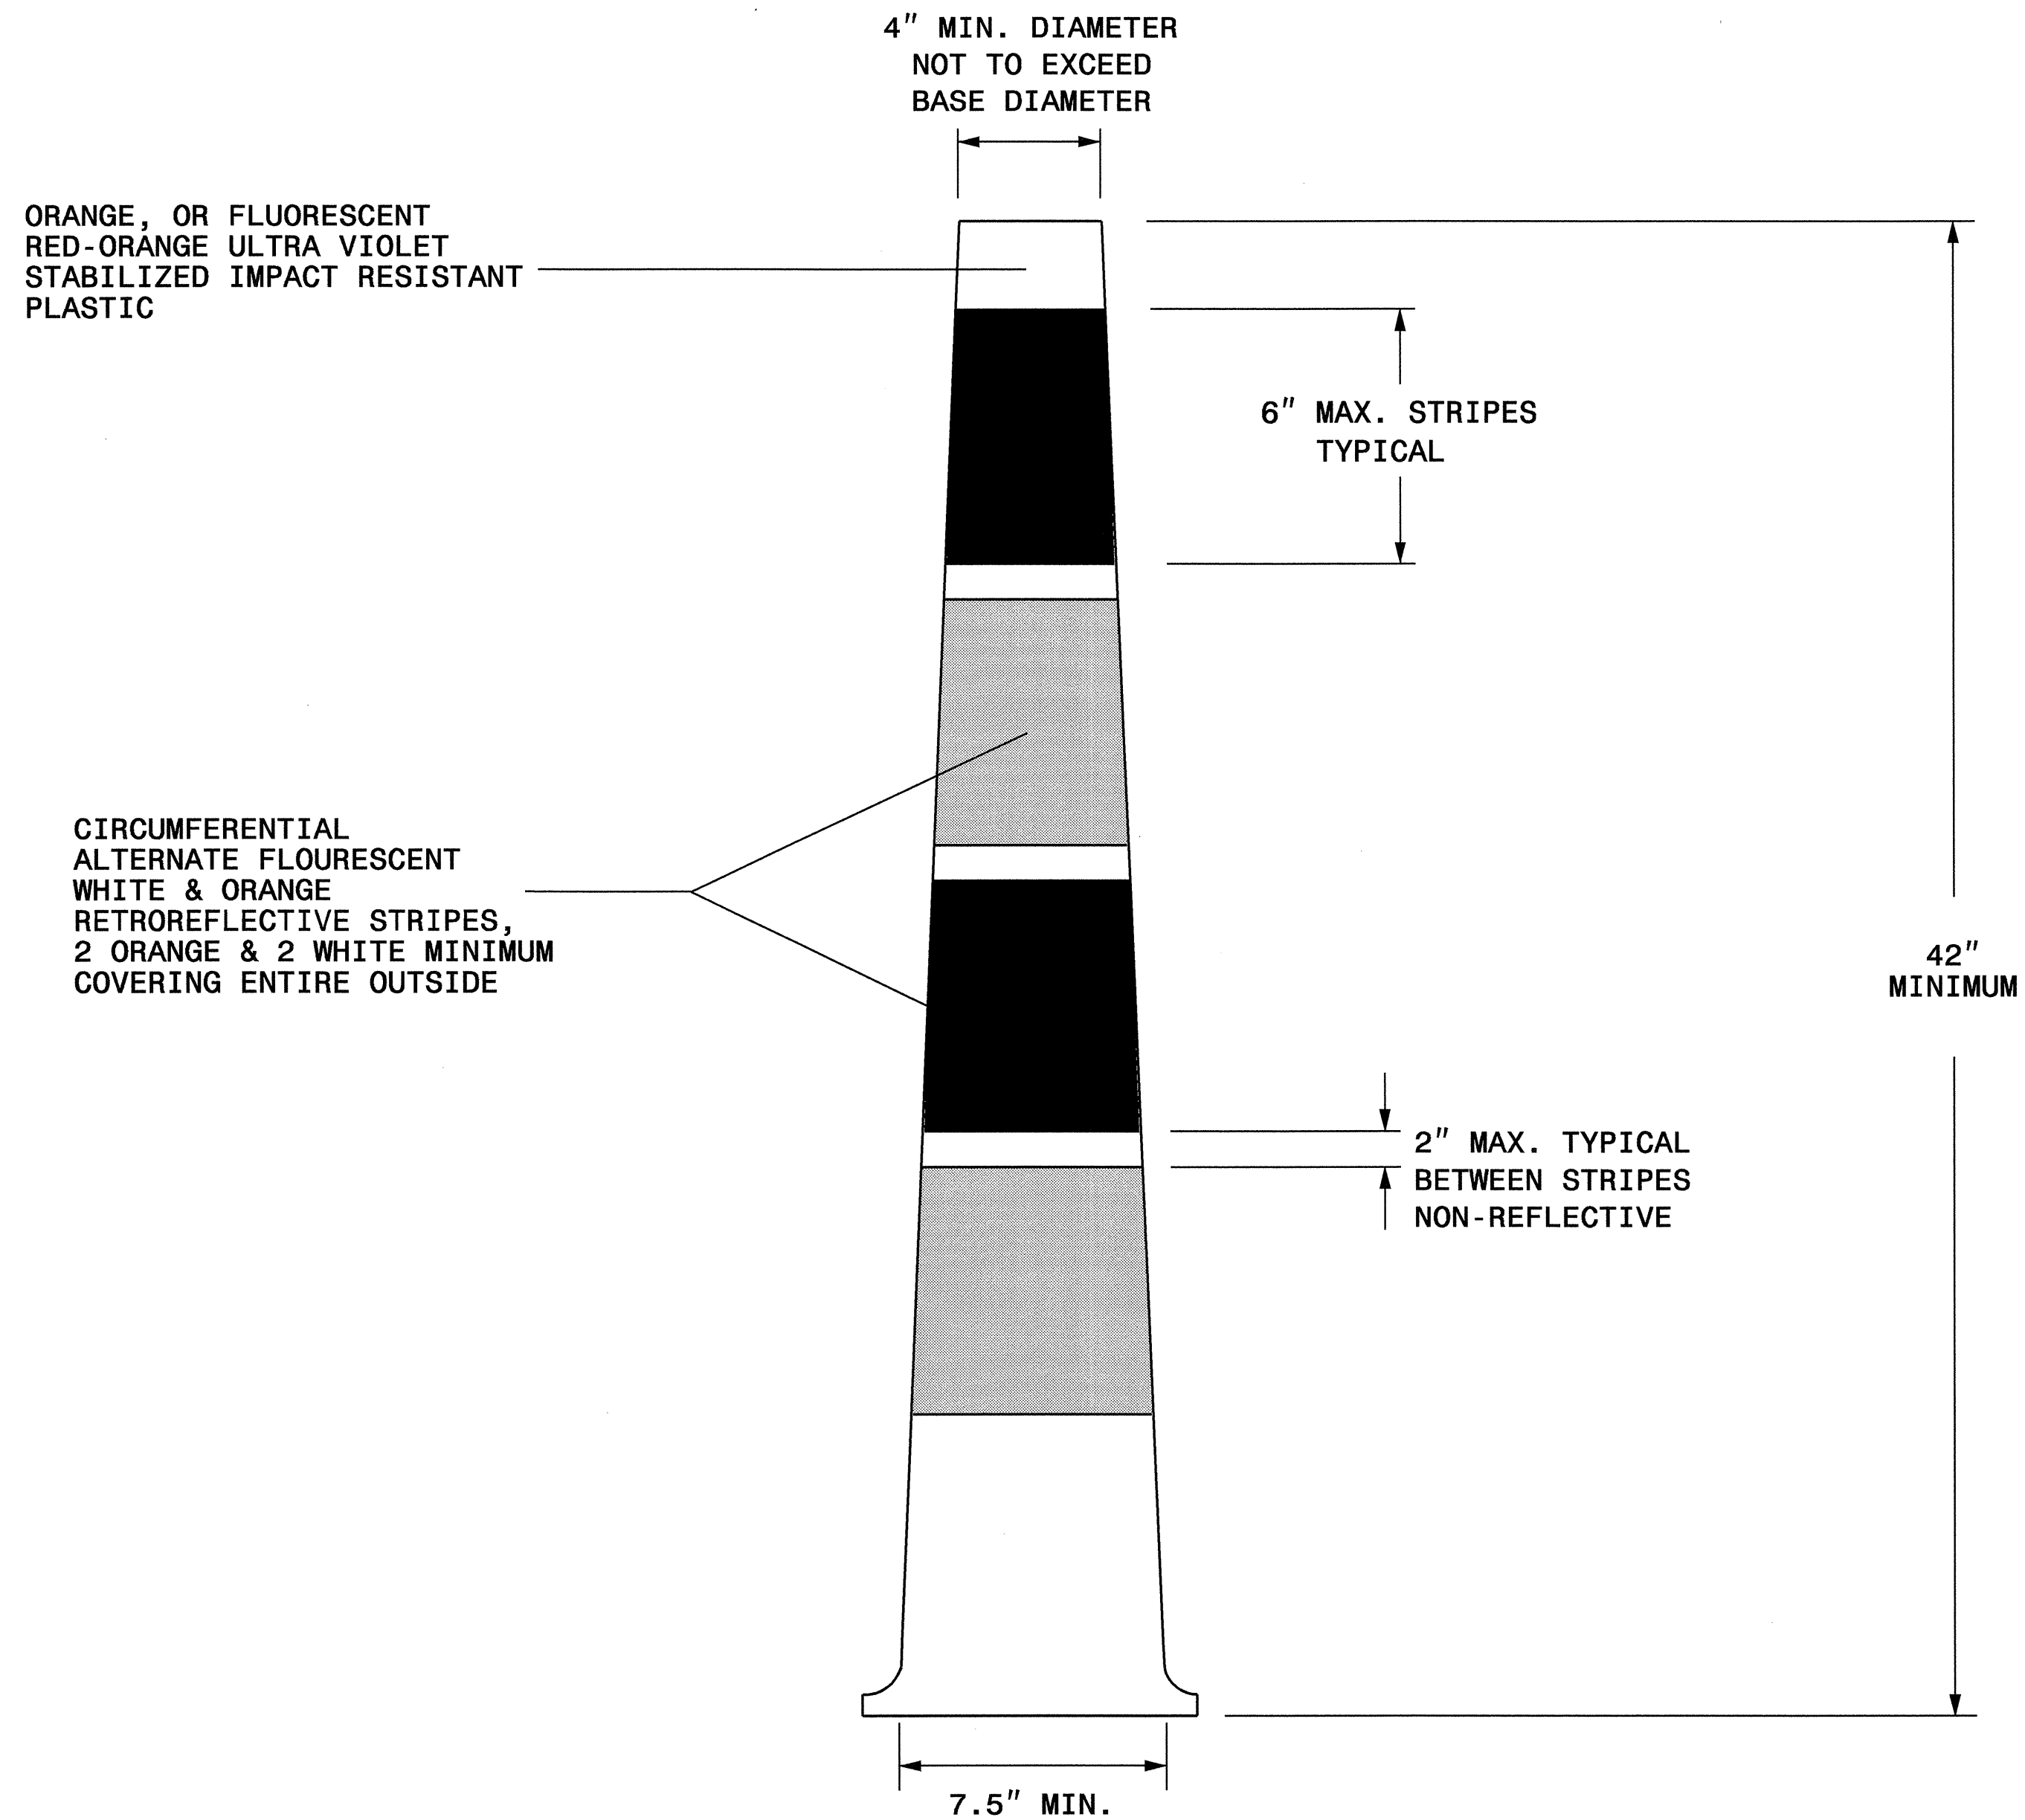 4" MIN. DIAMETER
NOT TO EXCEED
BASE DIAMETER
ORANGE, OR FLUORESCENT
RED-ORANGE ULTRA VIOLET
STABILIZED IMPACT RESISTANT
PLASTIC
6" MAX. STRIPES
TYPICAL
CIRCUMFERENTIAL
ALTERNATE FLOURESCENT
WHITE & ORANGE
RETROREFLECTIVE STRIPES,
2 ORANGE & 2 WHITE MINIMUM
COVERING ENTIRE OUTSIDE
42"
MINIMUM
2" MAX. TYPICAL
BETWEEN STRIPES
NON-REFLECTIVE
7.5" MIN.